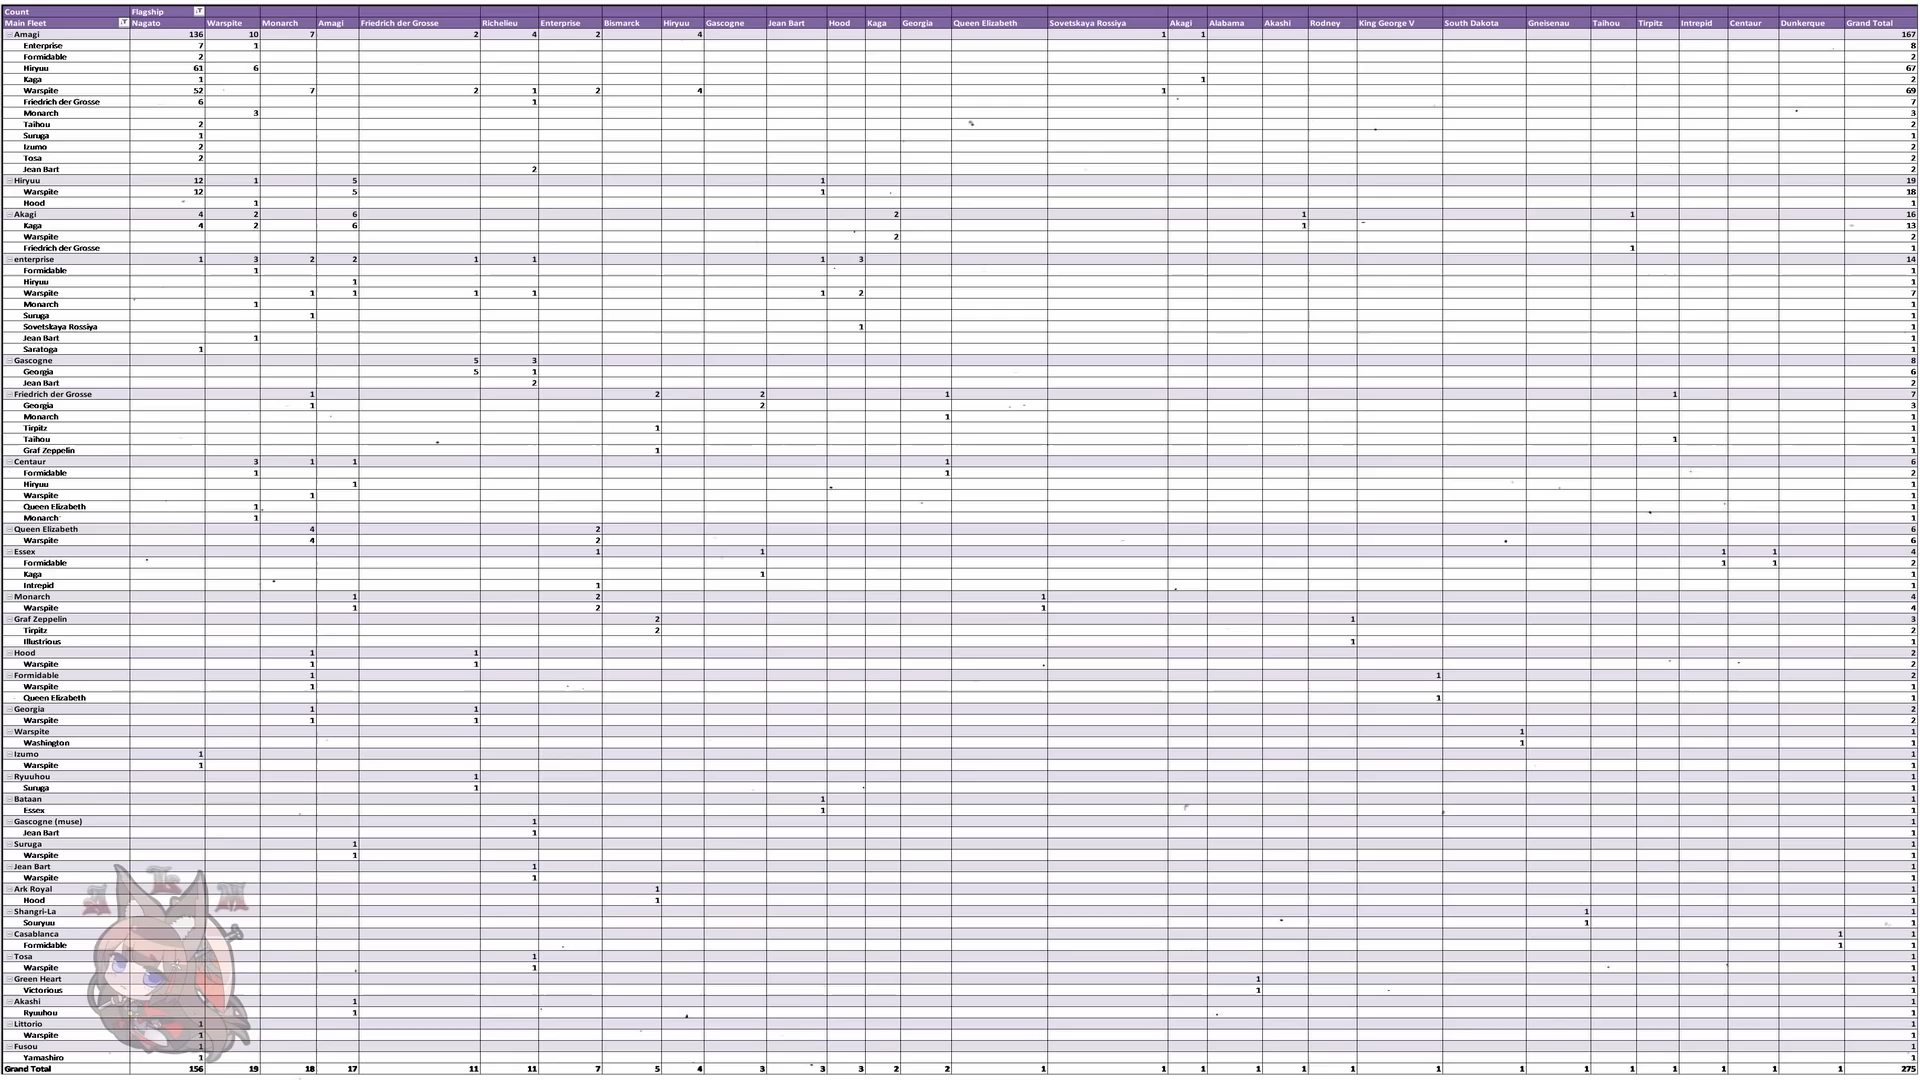 Count Flagship
Main Fleet Nagato Warspite Monarch Amagi Friedrich der Grosse Richelieu Enterprise Bismarck Hiryuu Gascogne Jean Bart Hood Kaga Georgia Queen Elizabeth Sovetskaya Rossiya Akagi Alabama Akashi Rodney King George V South Dakota Gneisenau Taihou Tirpitz Intrepid Centaur Dunkerque Grand Total
Amagi 136 10 7 2 4 2 4 1 1 167
Enterprise 7 1 8
Formidable 2 2
Hiryuu 61 6 67
Kaga 1 1 2
Warspite 52 7 2 1 2 4 1 69
Friedrich der Grosse 6 1 7
Monarch 3 3
Taihou 2 2
Suruga 1 1
Izumo 2 2
Tosa 2 2
Jean Bart 2 2
Hiryuu 12 1 5 1 19
Warspite 12 5 1 18
Hood 1 1
Akagi 4 2 6 2 1 1 16
Kaga 4 2 6 1 13
Warspite 2 2
Friedrich der Grosse 1 1
enterprise 1 3 2 2 1 1 1 3 14
Formidable 1 1
Hiryuu 1 1
Warspite 1 1 1 1 1 2 7
Monarch 1 1
Suruga 1 1
Sovetskaya Rossiya 1 1
Jean Bart 1 1
Saratoga 1 1
Gascogne 5 3 8
Georgia 5 1 6
Jean Bart 2 2
Friedrich der Grosse 1 2 2 1 1 7
Georgia 1 2 3
Monarch 1 1
Tirpitz 1 1
Taihou 1 1
Graf Zeppelin 1 1
Centaur 3 1 1 1 6
Formidable 1 1 2
Hiryuu 1 1
Warspite 1 1
Queen Elizabeth 1 1
Monarch 1 1
Queen Elizabeth 4 2 6
Warspite 4 2 6
Essex 1 1 1 1 4
Formidable 1 1 2
Kaga 1 1
Intrepid 1 1
Monarch 1 2 1 4
Warspite 1 2 1 4
Graf Zeppelin 2 1 3
Tirpitz 2 2
Illustrious 1 1
Hood 1 1 2
Warspite 1 1 2
Formidable 1 1 2
Warspite 1 1
Queen Elizabeth 1 1
Georgia 1 1 2
Warspite 1 1 2
Warspite 1 1
Washington 1 1
Izumo 1 1
Warspite 1 1
Ryuuhou 1 1
Suruga 1 1
Bataan 1 1
Essex 1 1
Gascogne (muse) 1 1
Jean Bart 1 1
Suruga 1 1
Warspite 1 1
Jean Bart 1 1
Warspite 1 1
Ark Royal 1 1
Hood 1 1
Shangri-La 1 1
Souryuu 1 1
Casablanca 1 1
Formidable 1 1
Tosa 1 1
Warspite 1 1
Green Heart 1 1
Victorious 1 1
Akashi 1 1
Ryuuhou 1 1
Littorio 1 1
Warspite 1 1
Fusou 1 1
Yamashiro 1 1
Grand Total 156 19 18 17 11 11 7 5 4 3 3 3 2 2 1 1 1 1 1 1 1 1 1 1 1 1 1 1 275